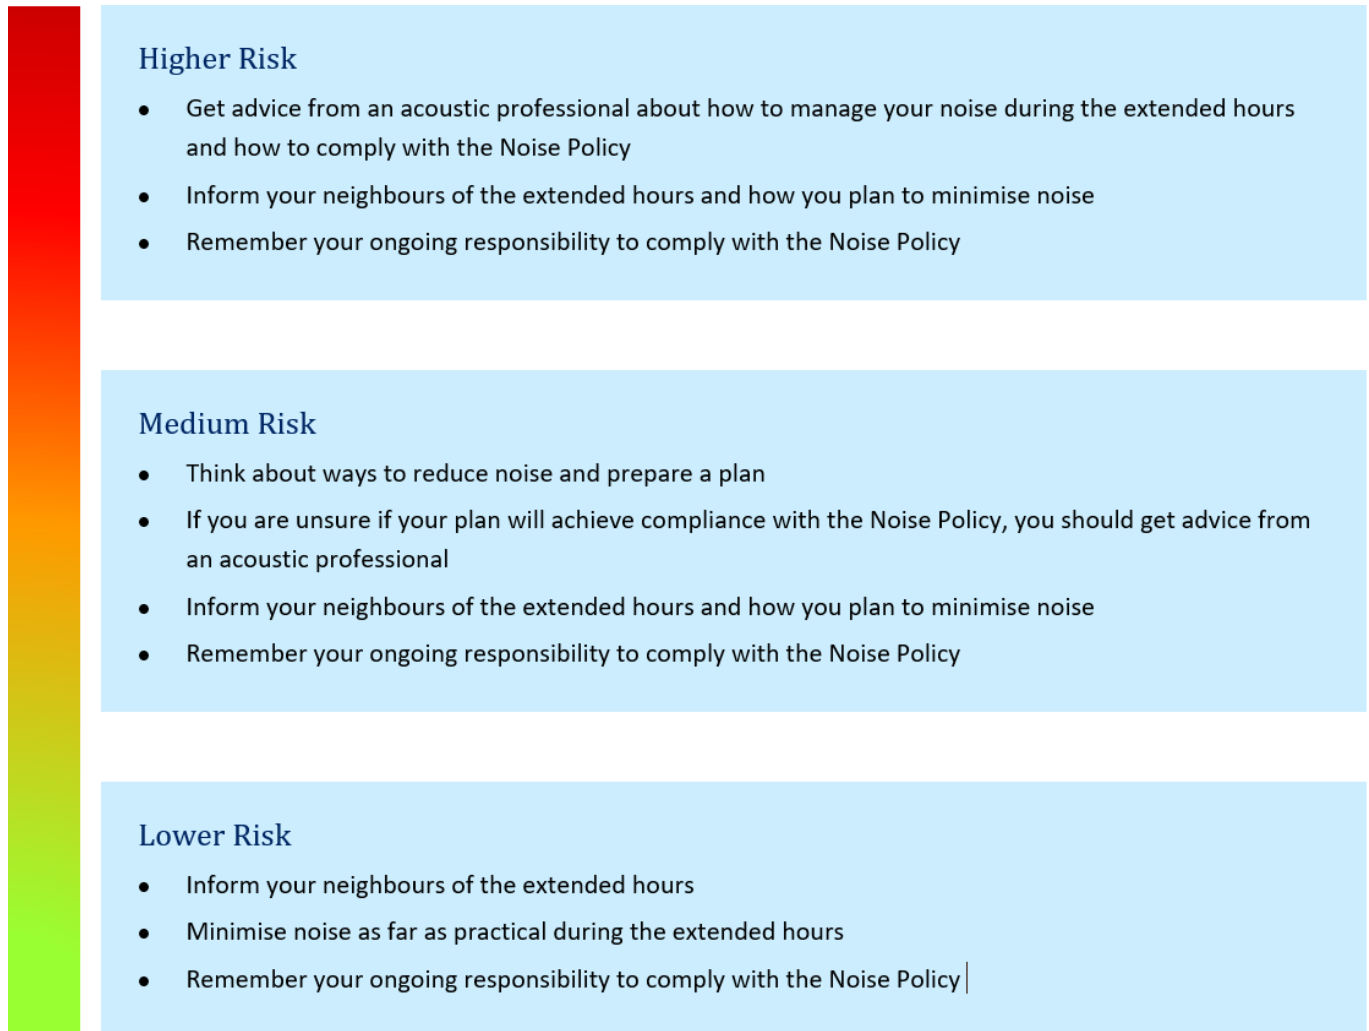 Higher Risk
• Get advice from an acoustic professional about how to manage your noise during the extended hours
and how to comply with the Noise Policy
• Inform your neighbours of the extended hours and how you plan to minimise noise
• Remember your ongoing responsibility to comply with the Noise Policy
Medium Risk
• Think about ways to reduce noise and prepare a plan
• If you are unsure if your plan will achieve compliance with the Noise Policy, you should get advice from
an acoustic professional
• Inform your neighbours of the extended hours and how you plan to minimise noise
• Remember your ongoing responsibility to comply with the Noise Policy
Lower Risk
• Inform your neighbours of the extended hours
• Minimise noise as far as practical during the extended hours
• Remember your ongoing responsibility to comply with the Noise Policy